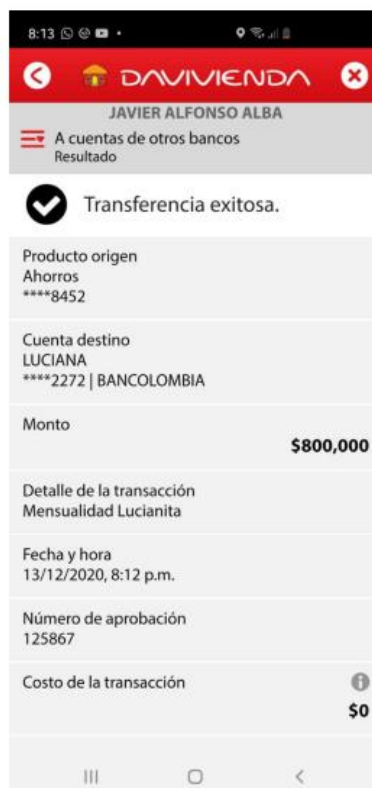 8:13
DAVIVIENDA
JAVIER ALFONSO ALBA
A cuentas de otros bancos
Resultado
Transferencia exitosa.
Producto origen
Ahorros
****8452
Cuenta destino
LUCIANA
****2272 | BANCOLOMBIA
Monto
$800,000
Detalle de la transacción
Mensualidad Lucianita
Fecha y hora
13/12/2020, 8:12 p.m.
Número de aprobación
125867
Costo de la transacción
$0